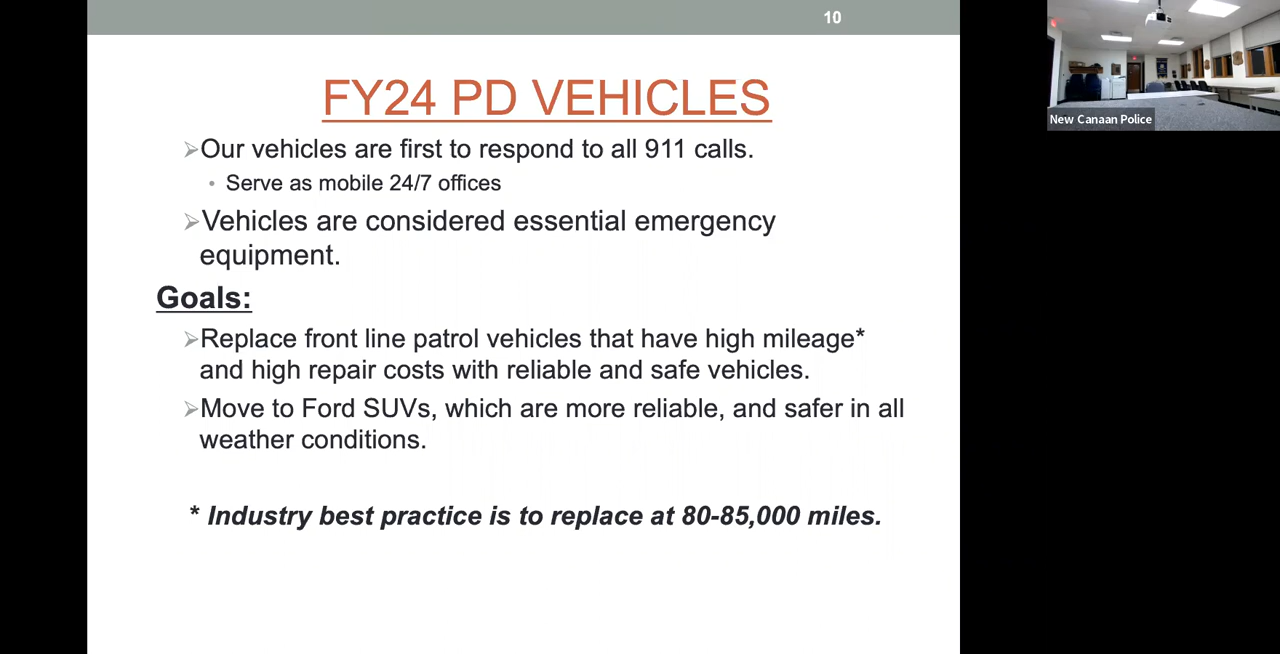 10
FY24 PD VEHICLES
➢Our vehicles are first to respond to all 911 calls.
• Serve as mobile 24/7 offices
➢Vehicles are considered essential emergency
equipment.
Goals:
➢Replace front line patrol vehicles that have high mileage*
and high repair costs with reliable and safe vehicles.
➢Move to Ford SUVs, which are more reliable, and safer in all
weather conditions.
* Industry best practice is to replace at 80-85,000 miles.
New Canaan Police